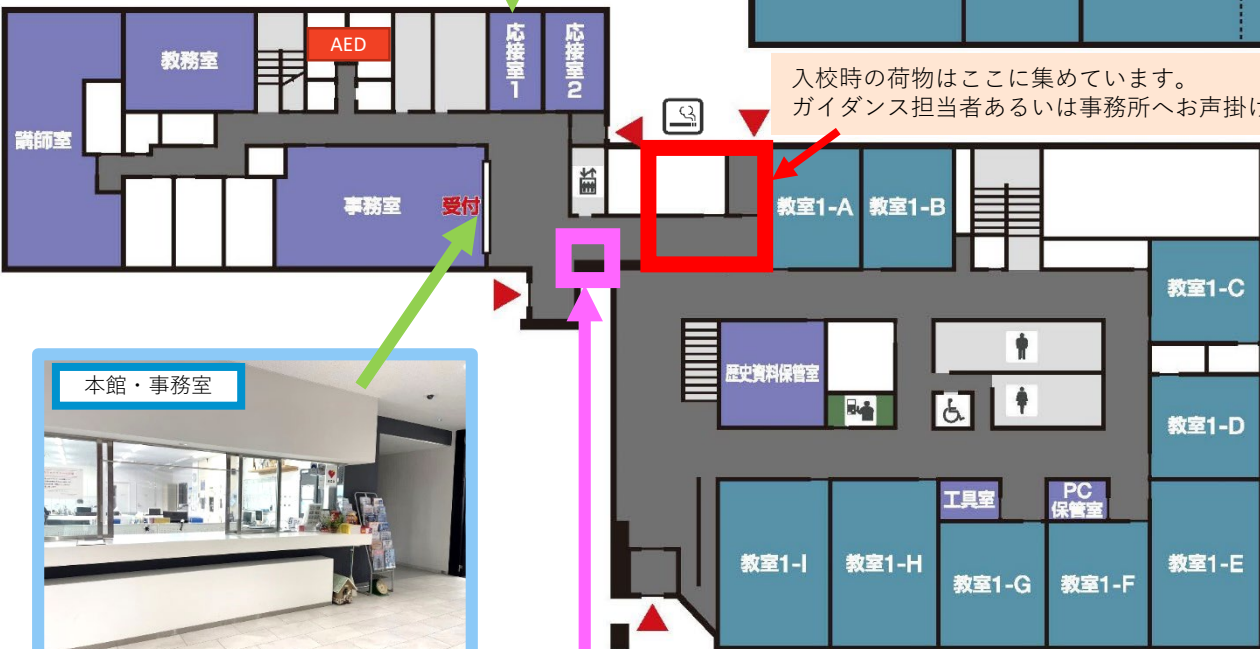 AED
応接室1
応接室2
教務室
講師室
入校時の荷物はここに集めています。
ガイダンス担当者あるいは事務所へお声掛け
事務室
受付
教室1-A
教室1-B
教室1-C
本館・事務室
歴史資料保管室
教室1-D
工具室
PC
保管室
教室1-I
教室1-H
教室1-G
教室1-F
教室1-E